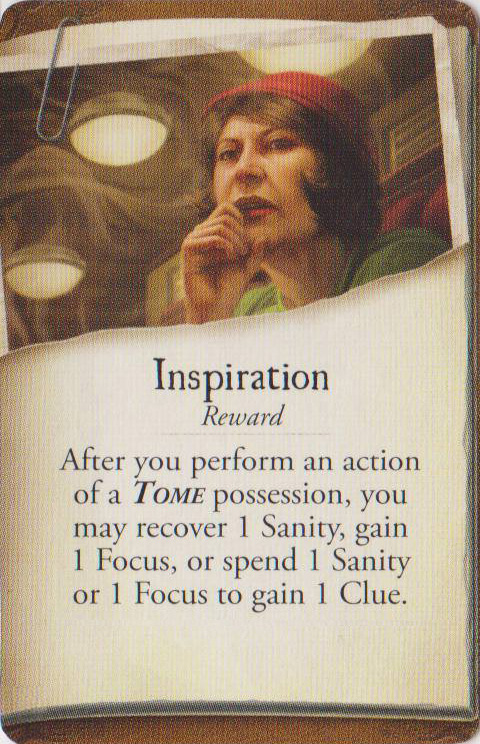 Inspiration
Reward
After you perform an action
of a TOME possession, you
may recover 1 Sanity, gain
1 Focus, or spend 1 Sanity
or 1 Focus to gain 1 Clue.